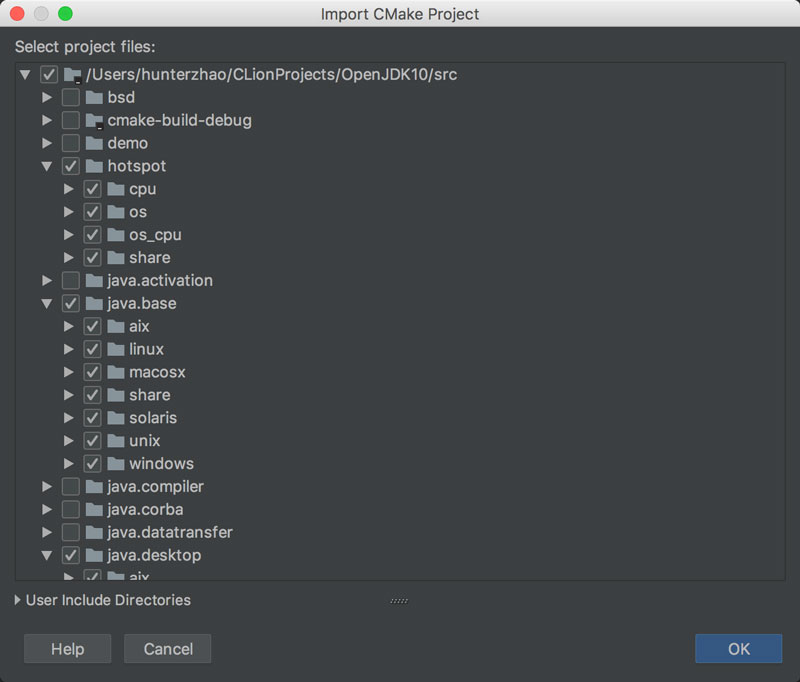 Import CMake Project
Select project files:
/Users/hunterzhao/CLionProjects/OpenJDK10/src
bsd
cmake-build-debug
demo
hotspot
cpu
os
os_cpu
share
java.activation
java.base
aix
linux
macosx
share
solaris
unix
windows
java.compiler
java.corba
java.datatransfer
java.desktop
aix
User Include Directories
Help Cancel OK